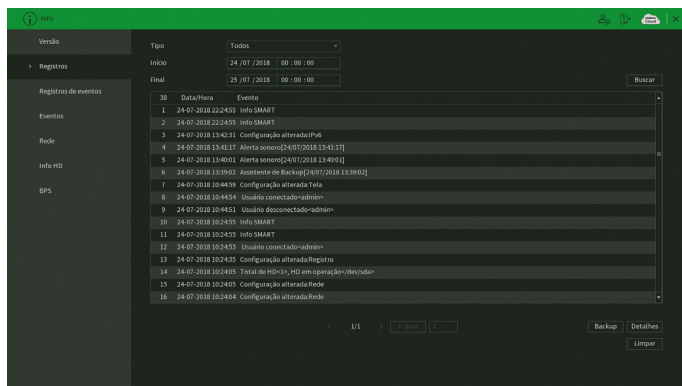 Info
Versão
Registros
Registros de eventos
Eventos
Rede
Info HD
BPS
Tipo Todos
Início 24 /07 /2018 00 : 00 : 00
Final 25 /07 /2018 00 : 00 : 00
Buscar
30 Data/Hora Evento
1 24-07-2018 22:24:55 Info SMART
2 24-07-2018 22:24:55 Info SMART
3 24-07-2018 13:42:31 Configuração alterada:IPv6
4 24-07-2018 13:41:17 Alerta sonoro[24/07/2018 13:41:17]
5 24-07-2018 13:40:01 Alerta sonoro[24/07/2018 13:40:01]
6 24-07-2018 13:39:02 Assistente de Backup[24/07/2018 13:39:02]
7 24-07-2018 10:44:59 Configuração alterada:Tela
8 24-07-2018 10:44:54 Usuário conectado<admin>
9 24-07-2018 10:44:51 Usuário desconectado<admin>
10 24-07-2018 10:24:55 Info SMART
11 24-07-2018 10:24:55 Info SMART
12 24-07-2018 10:24:53 Usuário conectado<admin>
13 24-07-2018 10:24:35 Configuração alterada:Registro
14 24-07-2018 10:24:05 Total de HD<1>, HD em operação</dev/sda>
15 24-07-2018 10:24:05 Configuração alterada:Rede
16 24-07-2018 10:24:04 Configuração alterada:Rede
1/1 Ir para 1
Backup Detalhes
Limpar